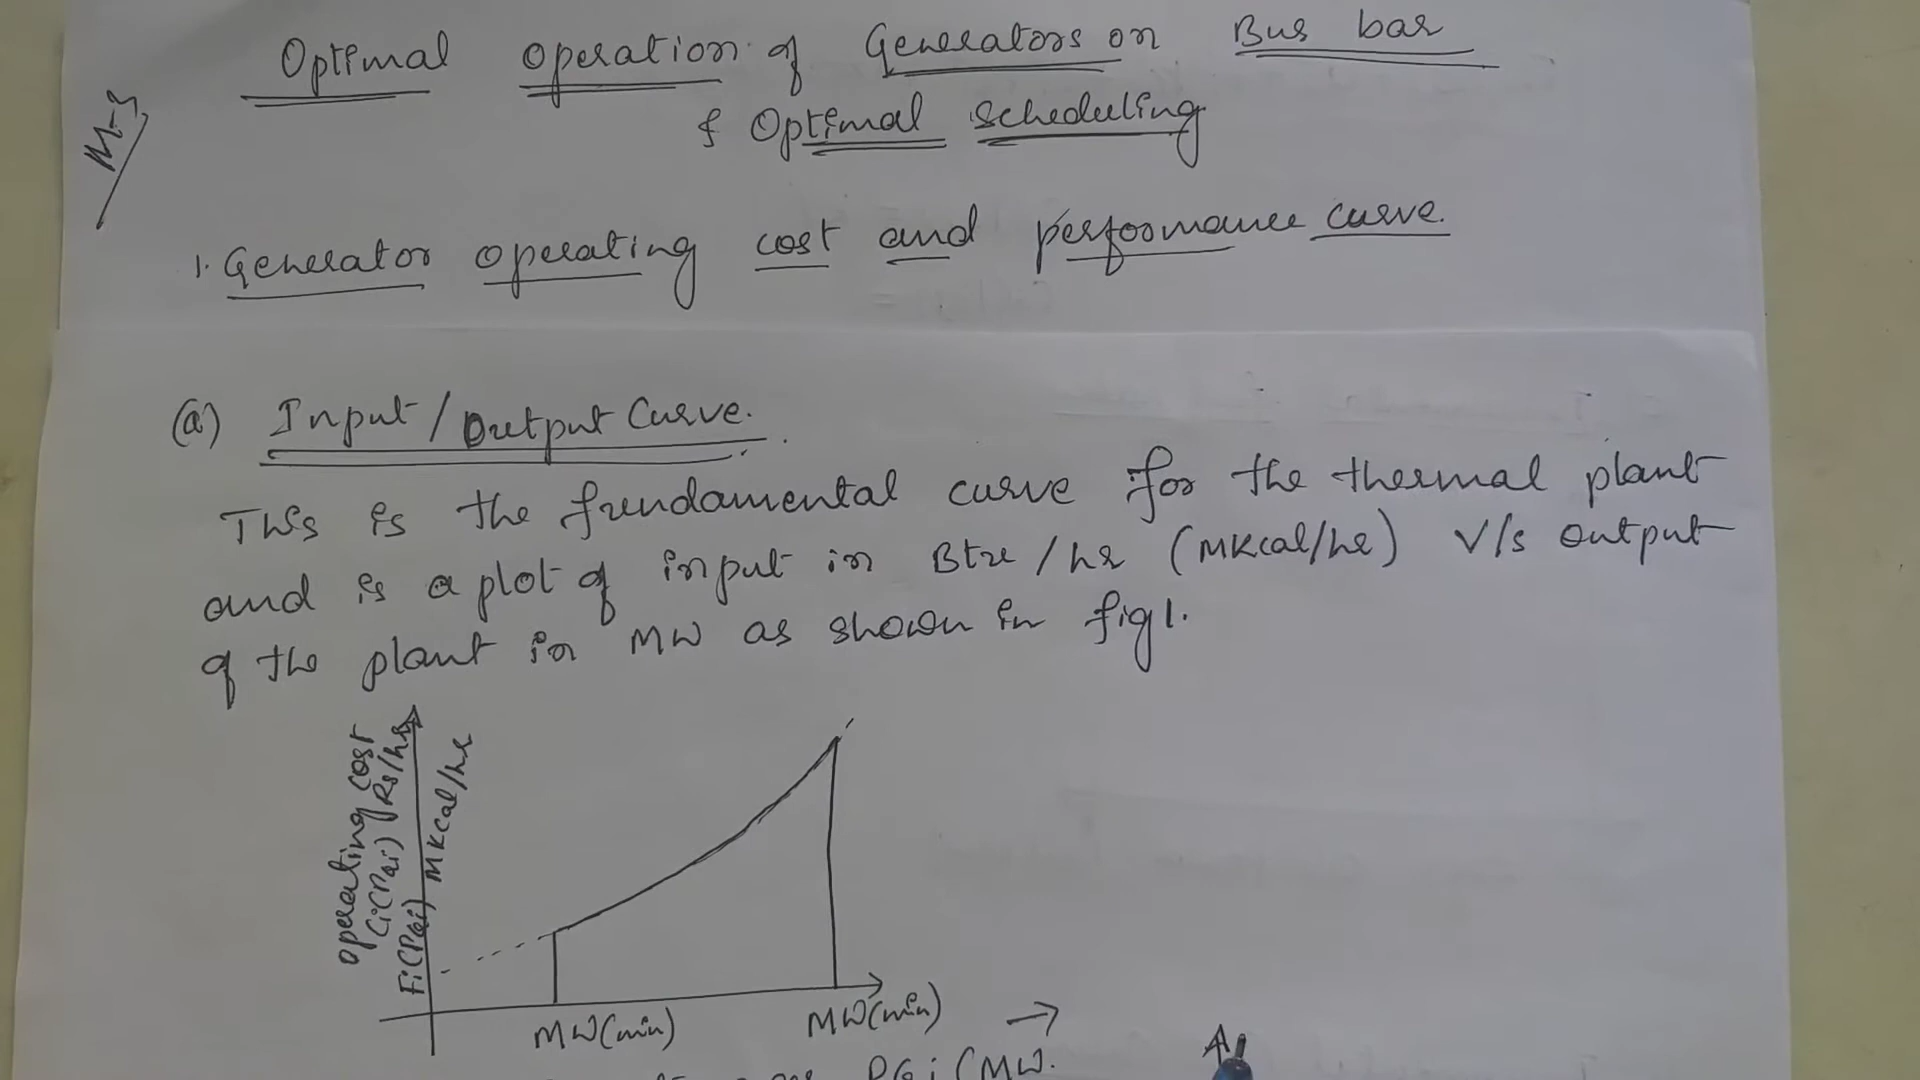 Optimal operation of Generators on Bus bar
& Optimal scheduling
M-3
1. Generator operating cost and performance curve.
(a) Input/Output Curve.
This is the fundamental curve for the thermal plant
and is a plot of input in Btu/hr (MKcal/hr) V/s output
of the plant in MW as shown in fig 1.
operating cost
Ci(PGi) Rs/hr
Fi(PGi) MKcal/hr
MW(min)
MW(min)
PGi (MW.